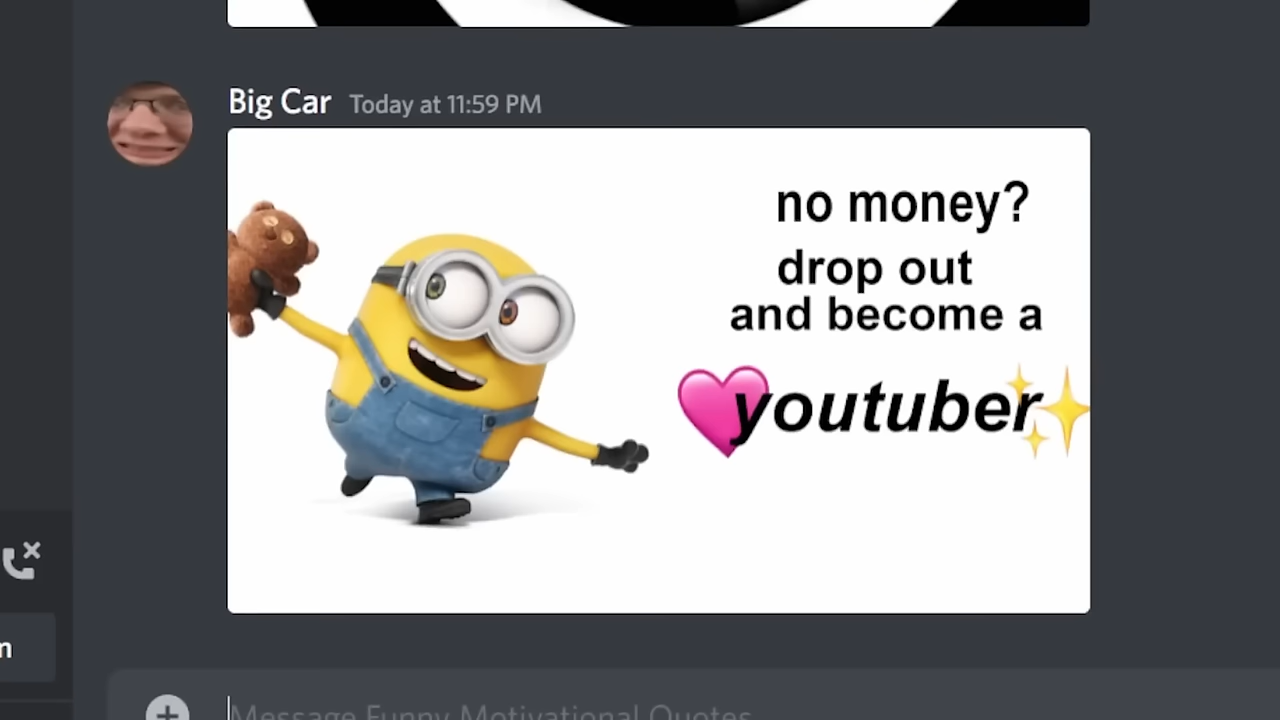 Big Car Today at 11:59 PM
no money?
drop out
and become a
youtuber
Message Funny Motivational Quotes